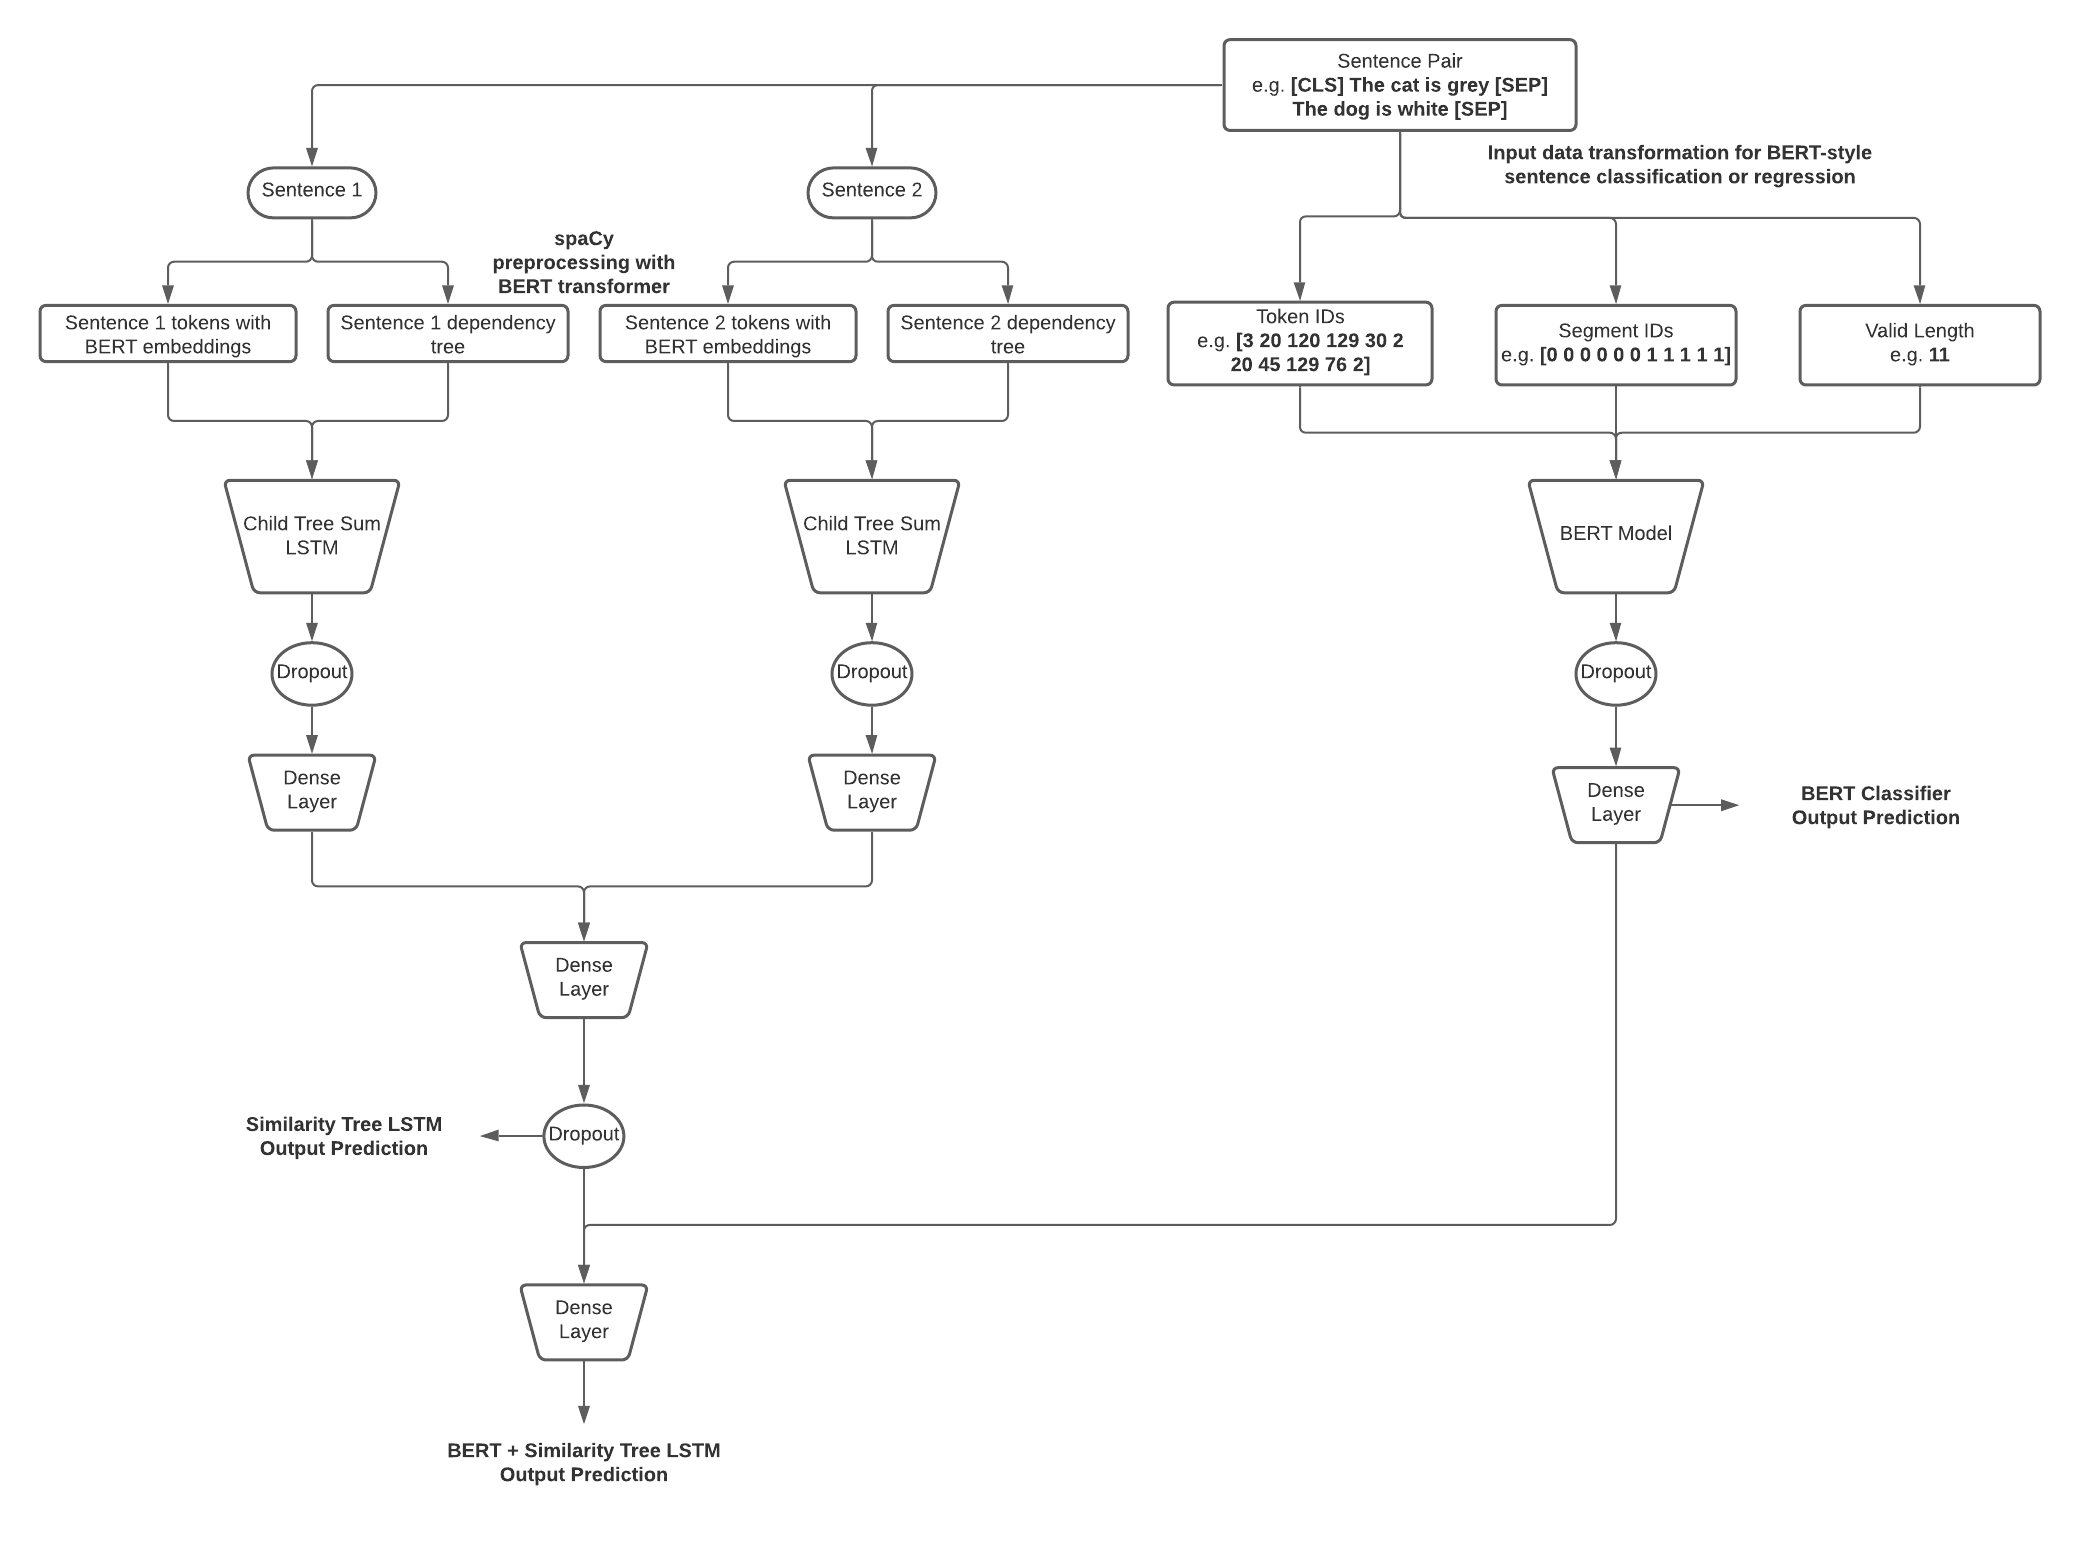 Sentence Pair
e.g. [CLS] The cat is grey [SEP]
The dog is white [SEP]
Input data transformation for BERT-style
sentence classification or regression
Sentence 1
Sentence 2
spaCy
preprocessing with
BERT transformer
Sentence 1 tokens with
BERT embeddings
Sentence 1 dependency
tree
Sentence 2 tokens with
BERT embeddings
Sentence 2 dependency
tree
Token IDs
e.g. [3 20 120 129 30 2
20 45 129 76 2]
Segment IDs
e.g. [0 0 0 0 0 0 1 1 1 1 1]
Valid Length
e.g. 11
Child Tree Sum
LSTM
Child Tree Sum
LSTM
BERT Model
Dropout
Dropout
Dropout
Dense
Layer
Dense
Layer
Dense
Layer
BERT Classifier
Output Prediction
Dense
Layer
Similarity Tree LSTM
Output Prediction
Dropout
Dense
Layer
BERT + Similarity Tree LSTM
Output Prediction